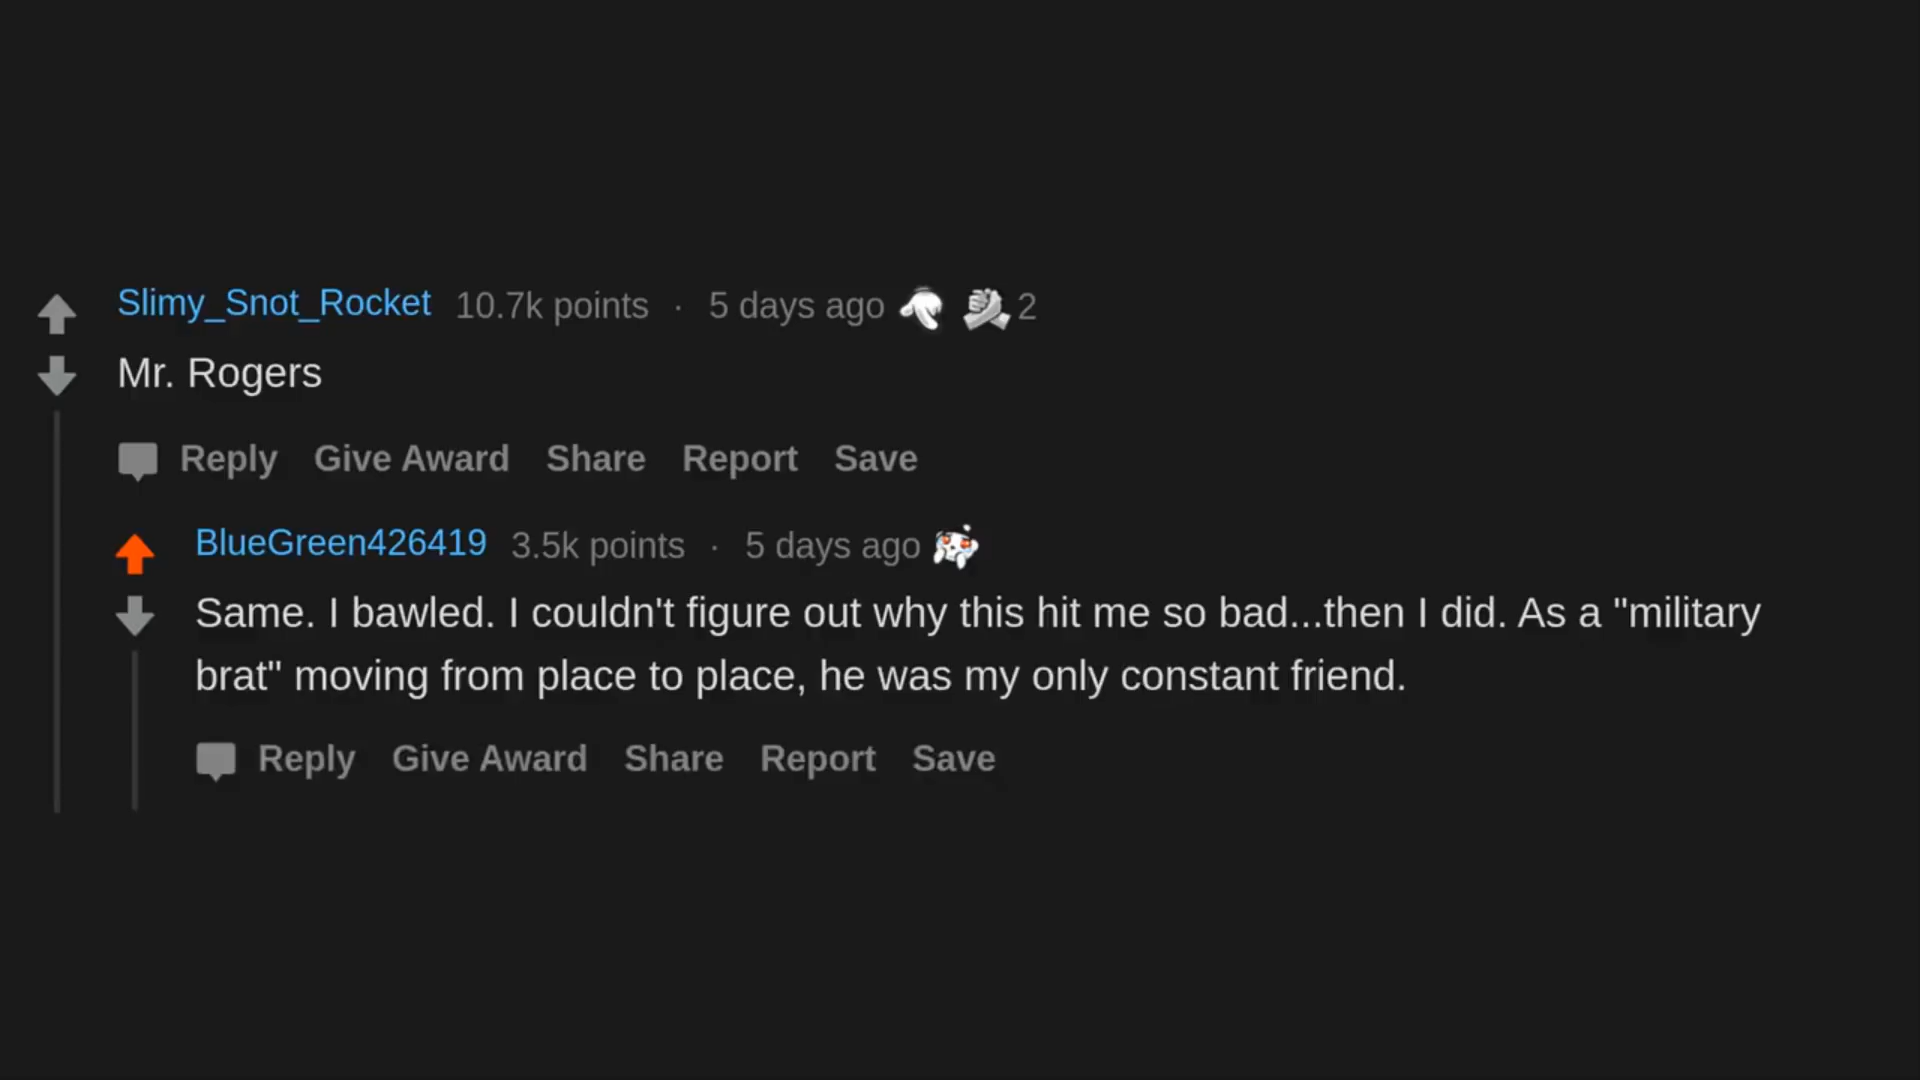 Slimy_Snot_Rocket 10.7k points · 5 days ago 2
Mr. Rogers
Reply Give Award Share Report Save
BlueGreen426419 3.5k points · 5 days ago
Same. I bawled. I couldn't figure out why this hit me so bad...then I did. As a "military
brat" moving from place to place, he was my only constant friend.
Reply Give Award Share Report Save